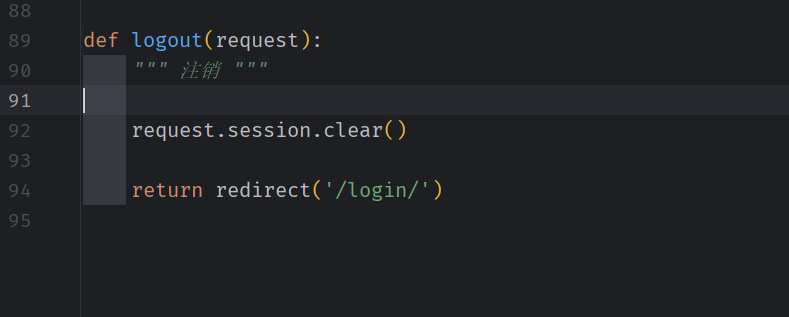 88
89 def logout(request):
90     """ 注销 """
91
92     request.session.clear()
93
94     return redirect('/login/')
95